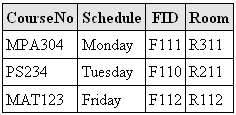 CourseNo Schedule FID Room
MPA304 Monday F111 R311
PS234 Tuesday F110 R211
MAT123 Friday F112 R112